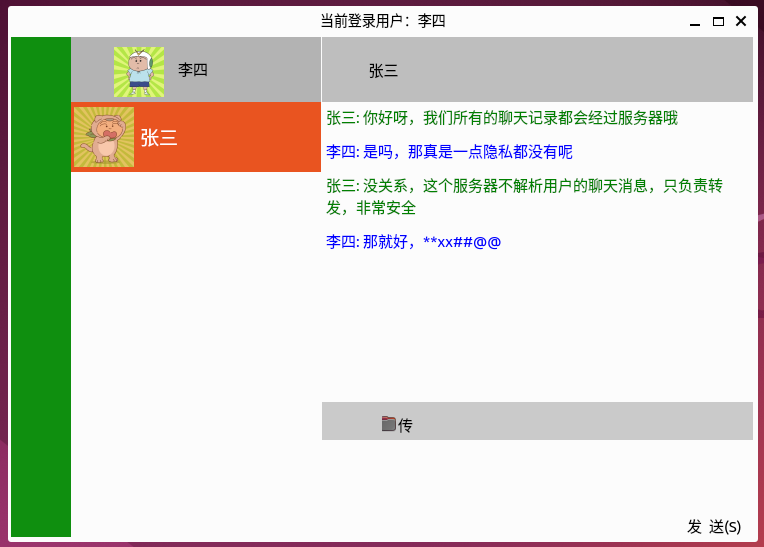 当前登录用户：李四
李四
张三
张三
张三: 你好呀，我们所有的聊天记录都会经过服务器哦
李四: 是吗，那真是一点隐私都没有呢
张三: 没关系，这个服务器不解析用户的聊天消息，只负责转
发，非常安全
李四: 那就好，**xx##@@
传
发 送(S)